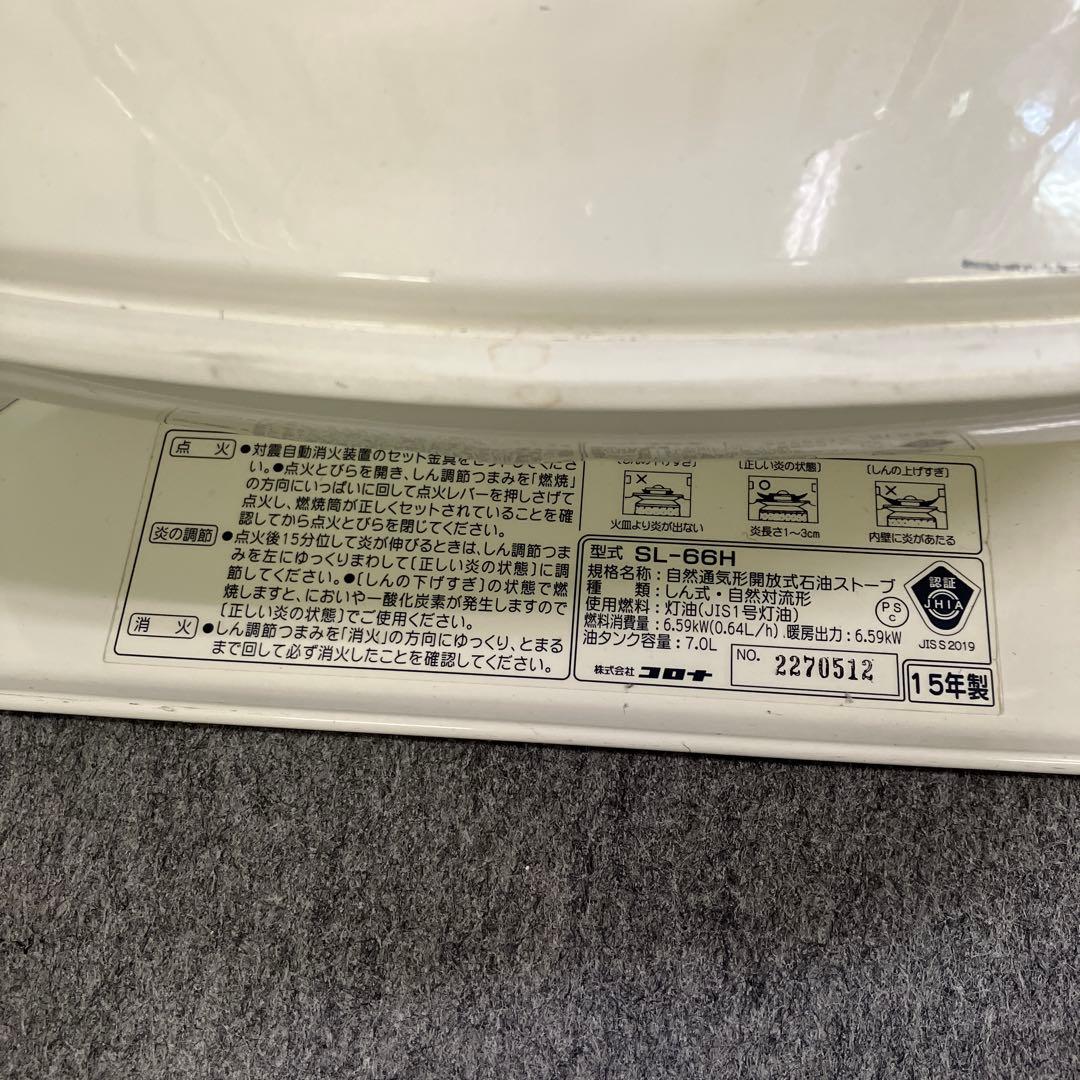 点火
●対震自動消火装置のセット金具をセットしてくださ
い。●点火とびらを開き、しん調節つまみを「燃焼」
の方向にいっぱいに回して点火レバーを押しさげて
点火し、燃焼筒が正しくセットされていることを確
認してから点火とびらを閉じてください。
炎の調節
●点火後15分位して炎が伸びるときは、しん調節つま
みを左にゆっくりまわして[正しい炎の状態]に調
節してください。●[しんの下げすぎ]の状態で燃
焼しますと、においや一酸化炭素が発生しますので
[正しい炎の状態]でご使用ください。
消火
●しん調節つまみを「消火」の方向にゆっくり、とまる
まで回して必ず消火したことを確認してください。
[しんの下げすぎ]
[正しい炎の状態]
[しんの上げすぎ]
火皿より炎が出ない
炎長さ1〜3cm
内壁に炎があたる
型式 SL-66H
規格名称：自然通気形開放式石油ストーブ
種類：しん式・自然対流形
使用燃料：灯油(JIS1号灯油)
燃料消費量：6.59kW(0.64L/h)、暖房出力：6.59kW
油タンク容量：7.0L
株式会社 コロナ
NO. 2270512
PS
C
認証
JHIA
JIS S 2019
15年製